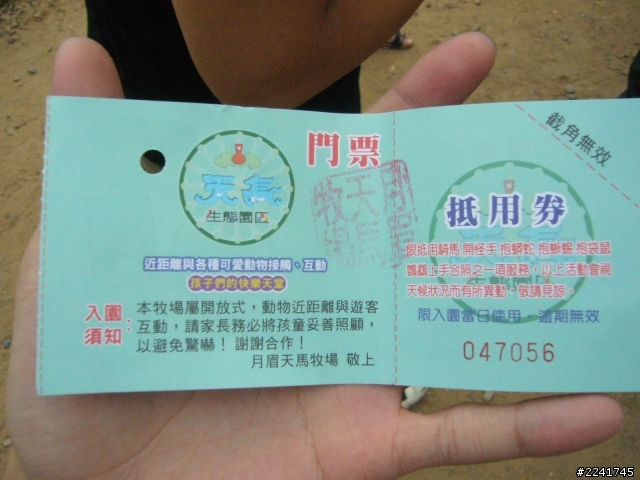 門票
天馬
生態園區
近距離與各種可愛動物接觸、互動
孩子們的快樂天堂
入園須知：
本牧場屬開放式，動物近距離與遊客
互動，請家長務必將孩童妥善照顧，
以避免驚嚇！謝謝合作！
月眉天馬牧場 敬上
截角無效
抵用券
限抵用騎馬 開怪手 抱蟒蛇 抱蜥蜴 抱袋鼠
鸚鵡上手合照之一項服務，以上活動會視
天候狀況而有所異動，敬請見諒。
限入園當日使用，逾期無效
047056
#2241745